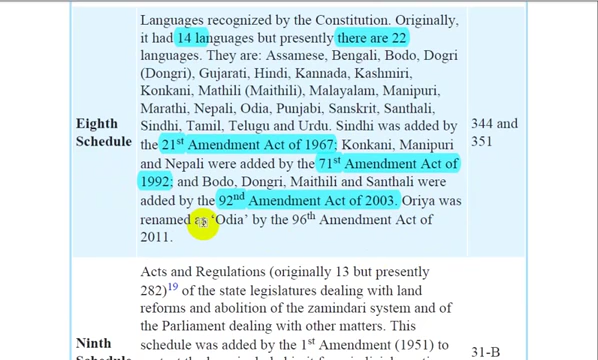 Languages recognized by the Constitution. Originally,
it had 14 languages but presently there are 22
languages. They are: Assamese, Bengali, Bodo, Dogri
(Dongri), Gujarati, Hindi, Kannada, Kashmiri,
Konkani, Mathili (Maithili), Malayalam, Manipuri,
Marathi, Nepali, Odia, Punjabi, Sanskrit, Santhali,
Sindhi, Tamil, Telugu and Urdu. Sindhi was added by
the 21st Amendment Act of 1967; Konkani, Manipuri
and Nepali were added by the 71st Amendment Act of
1992; and Bodo, Dongri, Maithili and Santhali were
added by the 92nd Amendment Act of 2003. Oriya was
renamed as ‘Odia’ by the 96th Amendment Act of
2011.
Eighth
Schedule
344 and
351
Acts and Regulations (originally 13 but presently
282)19 of the state legislatures dealing with land
reforms and abolition of the zamindari system and of
the Parliament dealing with other matters. This
schedule was added by the 1st Amendment (1951) to
Ninth
31-B